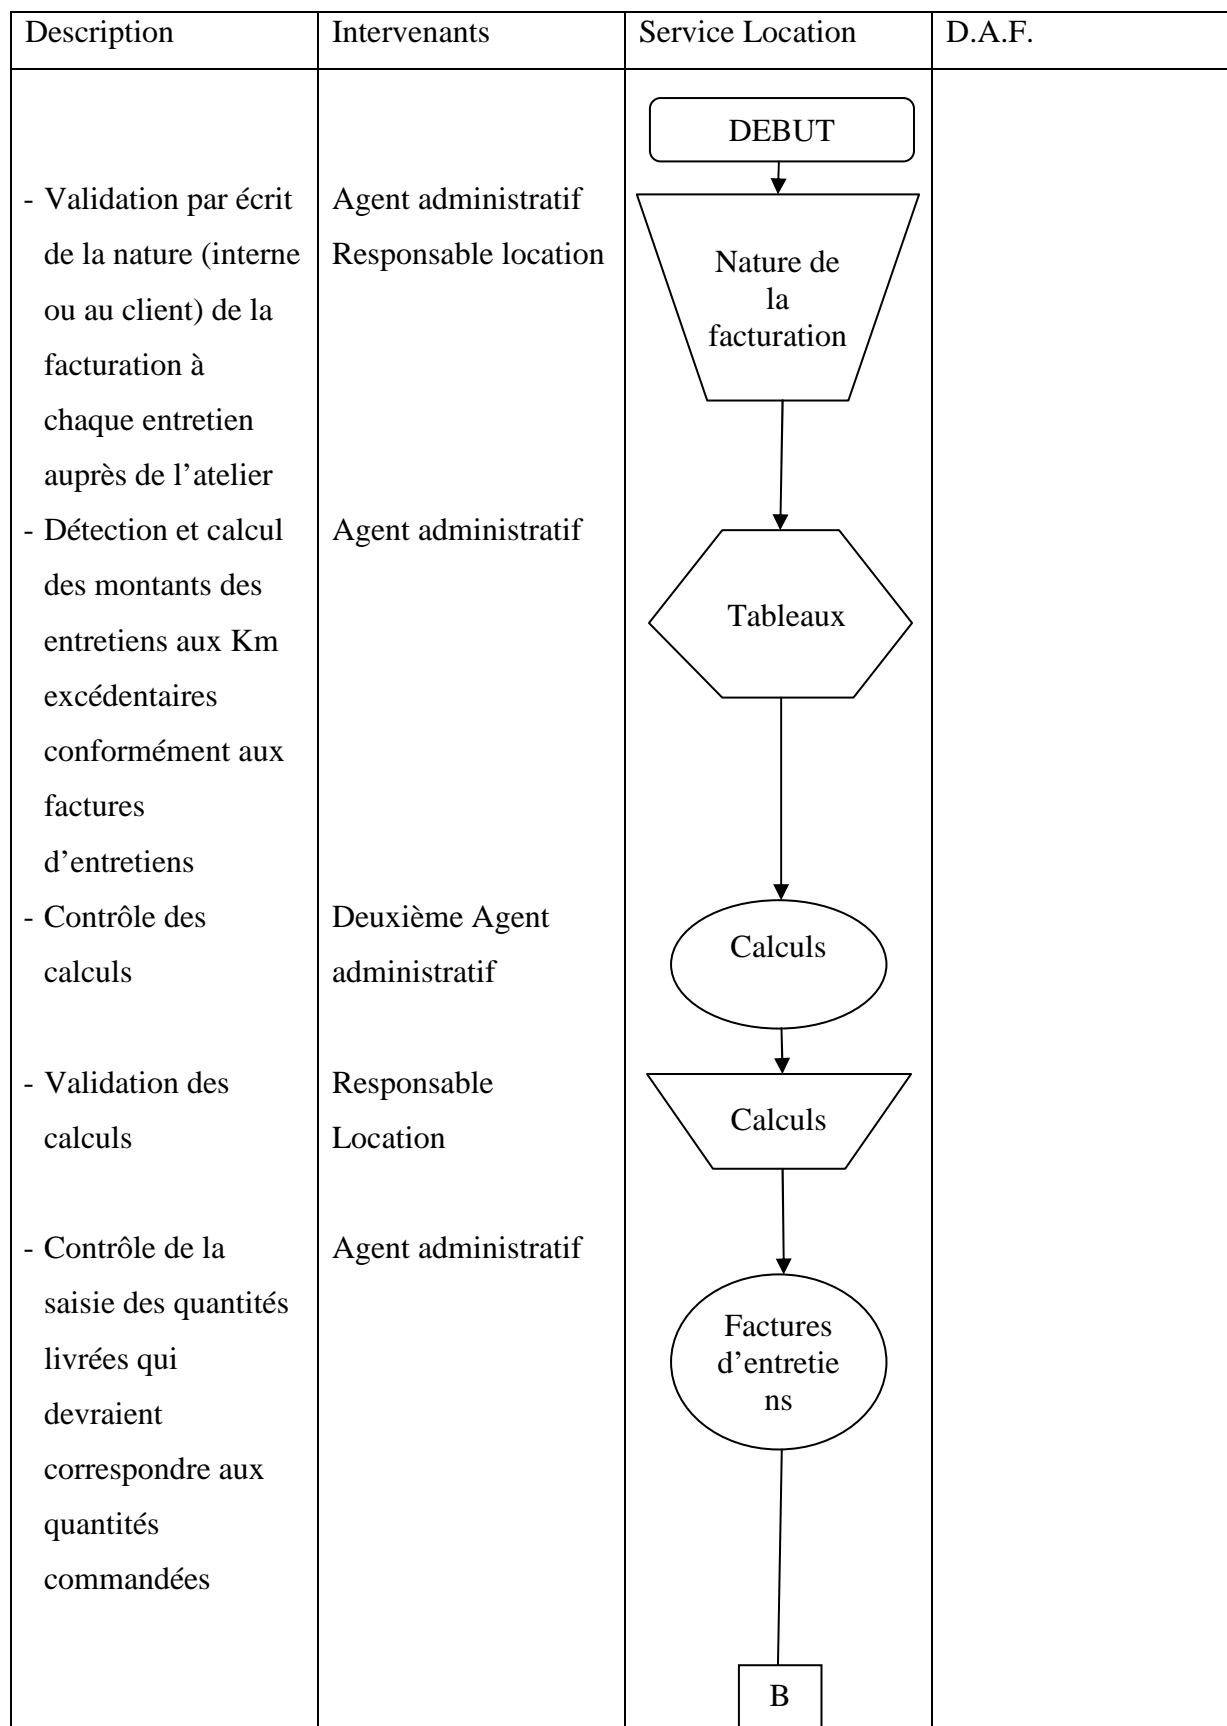 Description
Intervenants
Service Location
D.A.F.
DEBUT
- Validation par écrit
de la nature (interne
ou au client) de la
facturation à
chaque entretien
auprès de l’atelier
Agent administratif
Responsable location
Nature de
la
facturation
- Détection et calcul
des montants des
entretiens aux Km
excédentaires
conformément aux
factures
d’entretiens
Agent administratif
Tableaux
- Contrôle des
calculs
Deuxième Agent
administratif
Calculs
- Validation des
calculs
Responsable
Location
Calculs
- Contrôle de la
saisie des quantités
livrées qui
devraient
correspondre aux
quantités
commandées
Agent administratif
Factures
d’entretie
ns
B